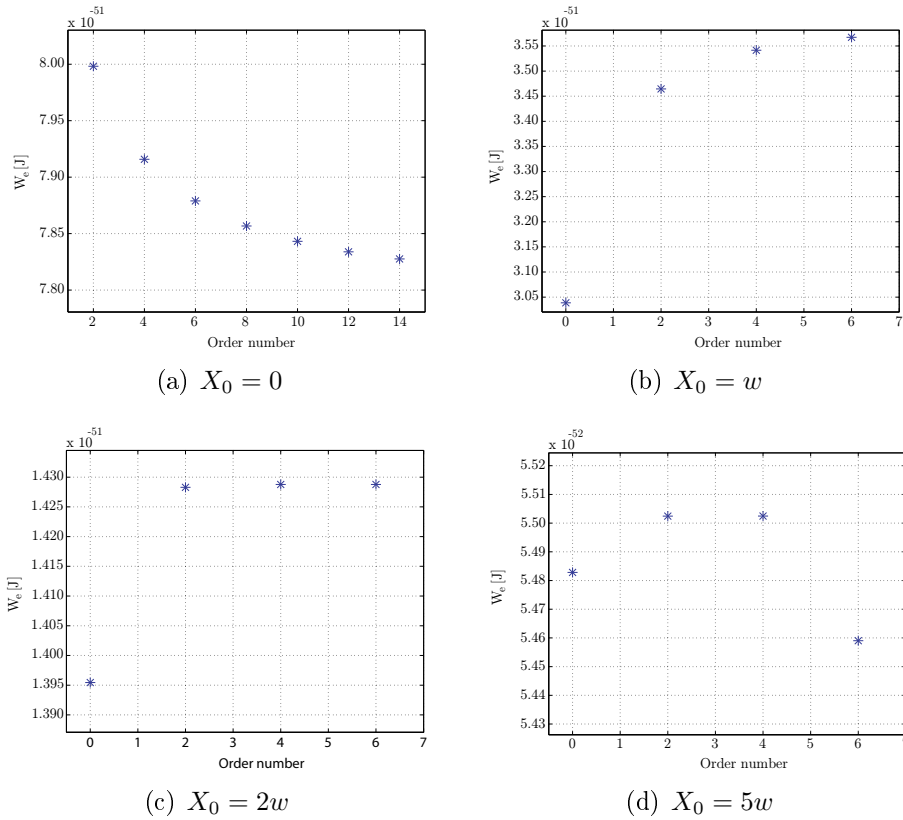 x 10^-51
8.00
7.95
7.90
7.85
7.80
W_e [J]
2 4 6 8 10 12 14
Order number
(a) X_0 = 0
x 10^-51
3.55
3.50
3.45
3.40
3.35
3.30
3.25
3.20
3.15
3.10
3.05
W_e [J]
0 1 2 3 4 5 6 7
Order number
(b) X_0 = w
x 10^-51
1.430
1.425
1.421
1.415
1.410
1.405
1.400
1.395
1.390
W_e [J]
0 1 2 3 4 5 6 7
Order number
(c) X_0 = 2w
x 10^-52
5.52
5.51
5.50
5.49
5.48
5.47
5.46
5.45
5.44
5.43
W_e [J]
0 1 2 3 4 5 6
Order number
(d) X_0 = 5w